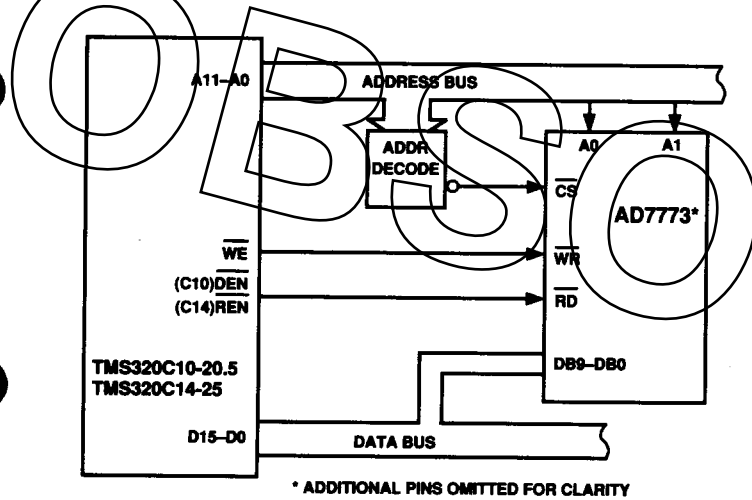 OBSO
A11–A0
ADDRESS BUS
ADDR
DECODE
A0
A1
CS
AD7773*
WE
WR
(C10)DEN
(C14)REN
RD
TMS320C10-20.5
TMS320C14-25
DB9–DB0
D15–D0
DATA BUS
* ADDITIONAL PINS OMITTED FOR CLARITY